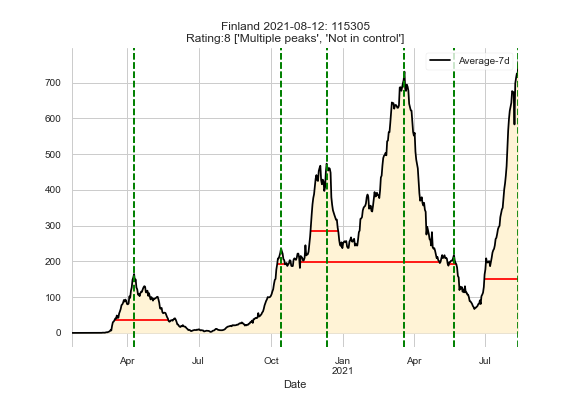 Finland 2021-08-12: 115305
Rating:8 ['Multiple peaks', 'Not in control']
Average-7d
700
600
500
400
300
200
100
0
Apr
Jul
Oct
Jan
2021
Apr
Jul
Date